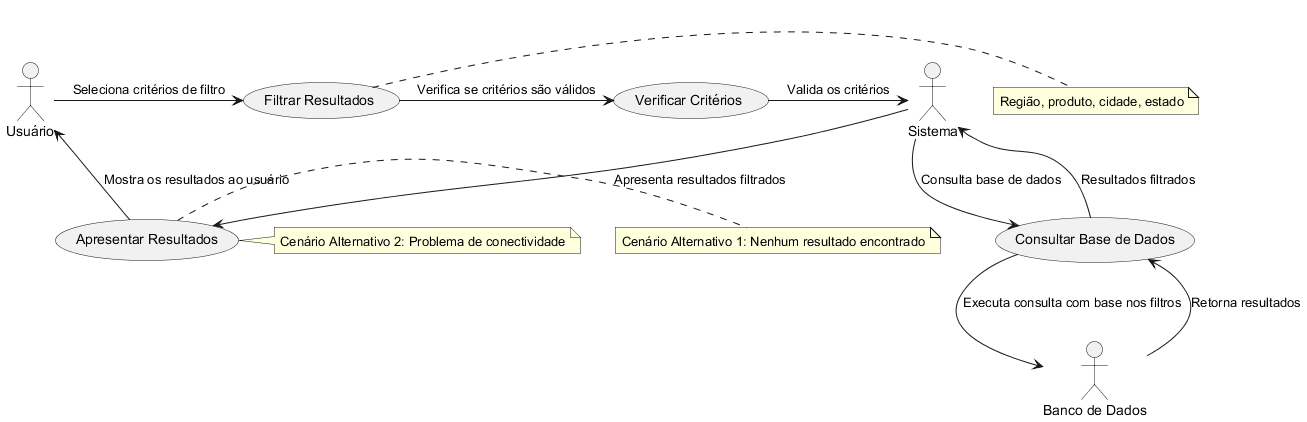 Seleciona critérios de filtro
Verifica se critérios são válidos
Valida os critérios
Filtrar Resultados
Verificar Critérios
Região, produto, cidade, estado
Usuário
Sistema
Mostra os resultados ao usuário
Apresenta resultados filtrados
Consulta base de dados
Resultados filtrados
Apresentar Resultados
Cenário Alternativo 2: Problema de conectividade
Cenário Alternativo 1: Nenhum resultado encontrado
Consultar Base de Dados
Executa consulta com base nos filtros
Retorna resultados
Banco de Dados